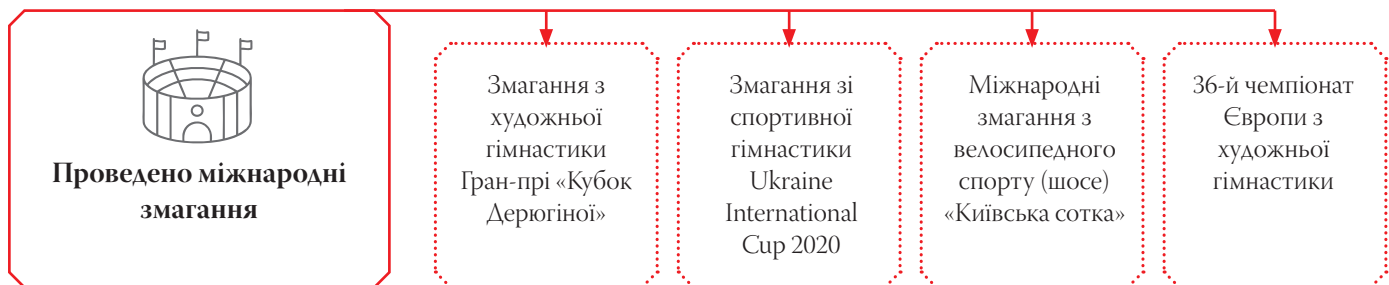 Проведено міжнародні
змагання
Змагання з
художньої
гімнастики
Гран-прі «Кубок
Дерюгіної»
Змагання зі
спортивної
гімнастики
Ukraine
International
Cup 2020
Міжнародні
змагання з
велосипедного
спорту (шосе)
«Київська сотка»
36-й чемпіонат
Європи з
художньої
гімнастики